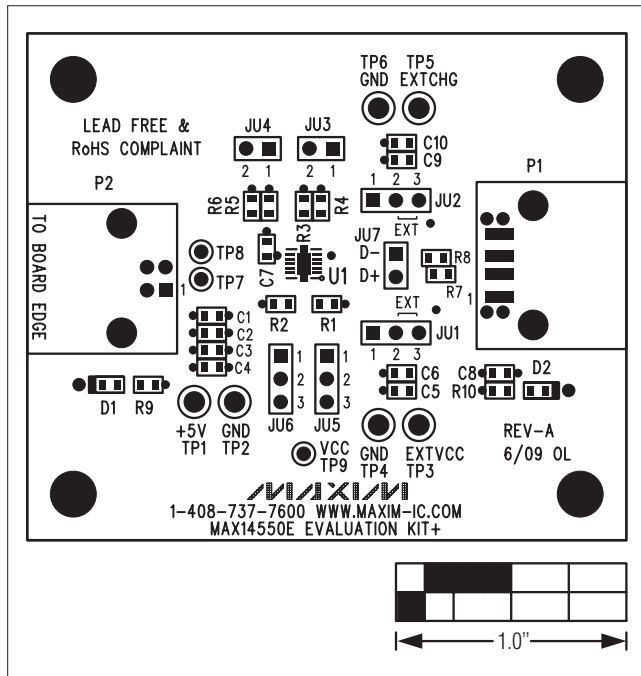 TP6 TP5
GND EXTCHG
LEAD FREE &
RoHS COMPLAINT
JU4 JU3
C10
C9
2 1 2 1
P2
P1
1 2 3
R6
R5
R3
R4
JU2
EXT
TO BOARD EDGE
TP8
TP7
C7
U1
JU7
D-
D+
R8
R7
1
1
EXT
C1
C2
C3
C4
R2 R1
JU1
1 2 3
1
2
3
1
2
3
C6
C5
C8
R10
D2
D1 R9
+5V GND
TP1 TP2
JU6 JU5
VCC
TP9
GND EXTVCC
TP4 TP3
REV-A
6/09 OL
MAXIM
1-408-737-7600 WWW.MAXIM-IC.COM
MAX14550E EVALUATION KIT+
1.0”